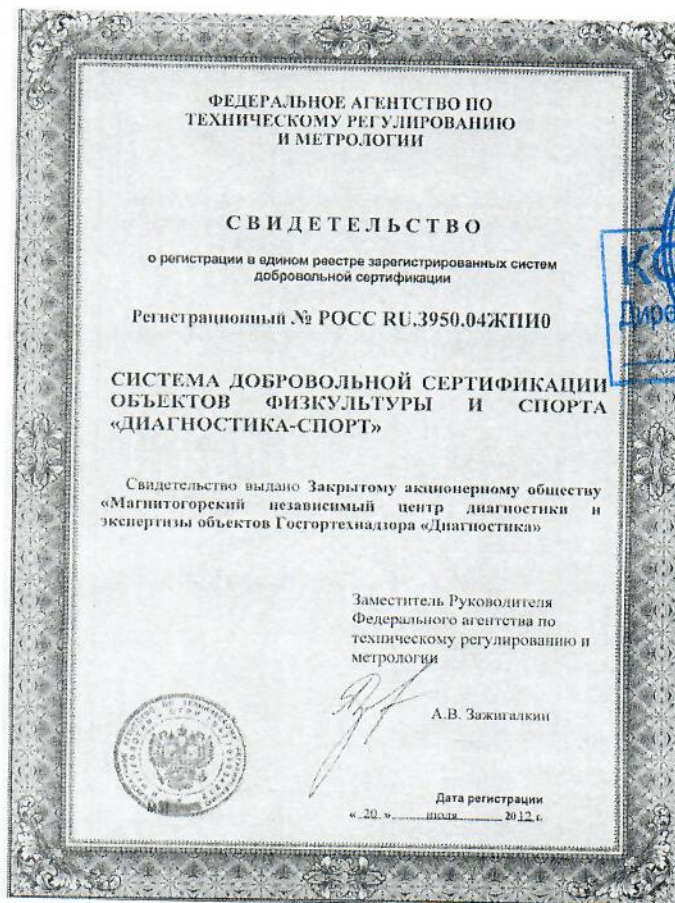 ФЕДЕРАЛЬНОЕ АГЕНТСТВО ПО
ТЕХНИЧЕСКОМУ РЕГУЛИРОВАНИЮ
И МЕТРОЛОГИИ
СВИДЕТЕЛЬСТВО
о регистрации в едином реестре зарегистрированных систем
добровольной сертификации
Регистрационный № РОСС RU.3950.04ЖПИ0
СИСТЕМА ДОБРОВОЛЬНОЙ СЕРТИФИКАЦИИ
ОБЪЕКТОВ ФИЗКУЛЬТУРЫ И СПОРТА
«ДИАГНОСТИКА-СПОРТ»
Свидетельство выдано Закрытому акционерному обществу
«Магнитогорский независимый центр диагностики и
экспертизы объектов Госгортехнадзора «Диагностика»
Заместитель Руководителя
Федерального агентства по
техническому регулированию и
метрологии
А.В. Зажигалкин
Дата регистрации
« 20 » июля 2012 г.